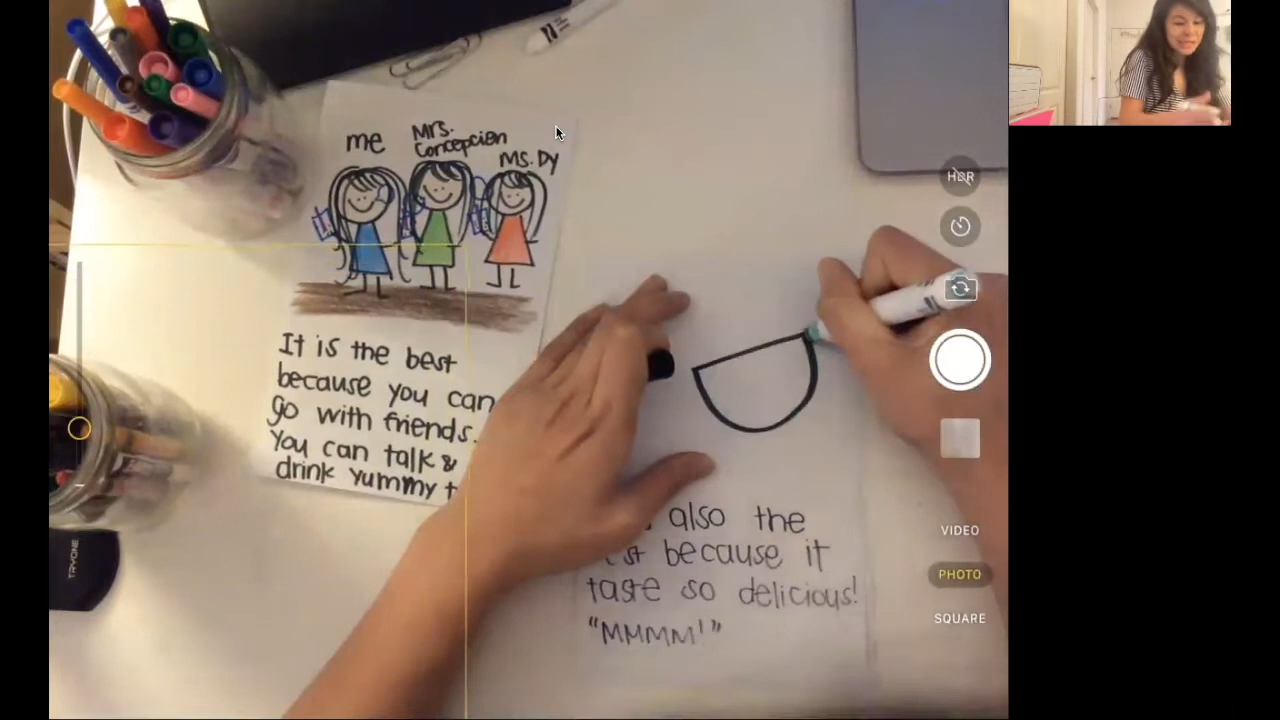 me
Mrs.
Concepcion
Ms. Dy
It is the best
because you can
go with friends.
You can talk &
drink yummy
also the
because it
taste so delicious!
"MMMM!"
TRYONE
HDR
VIDEO
PHOTO
SQUARE